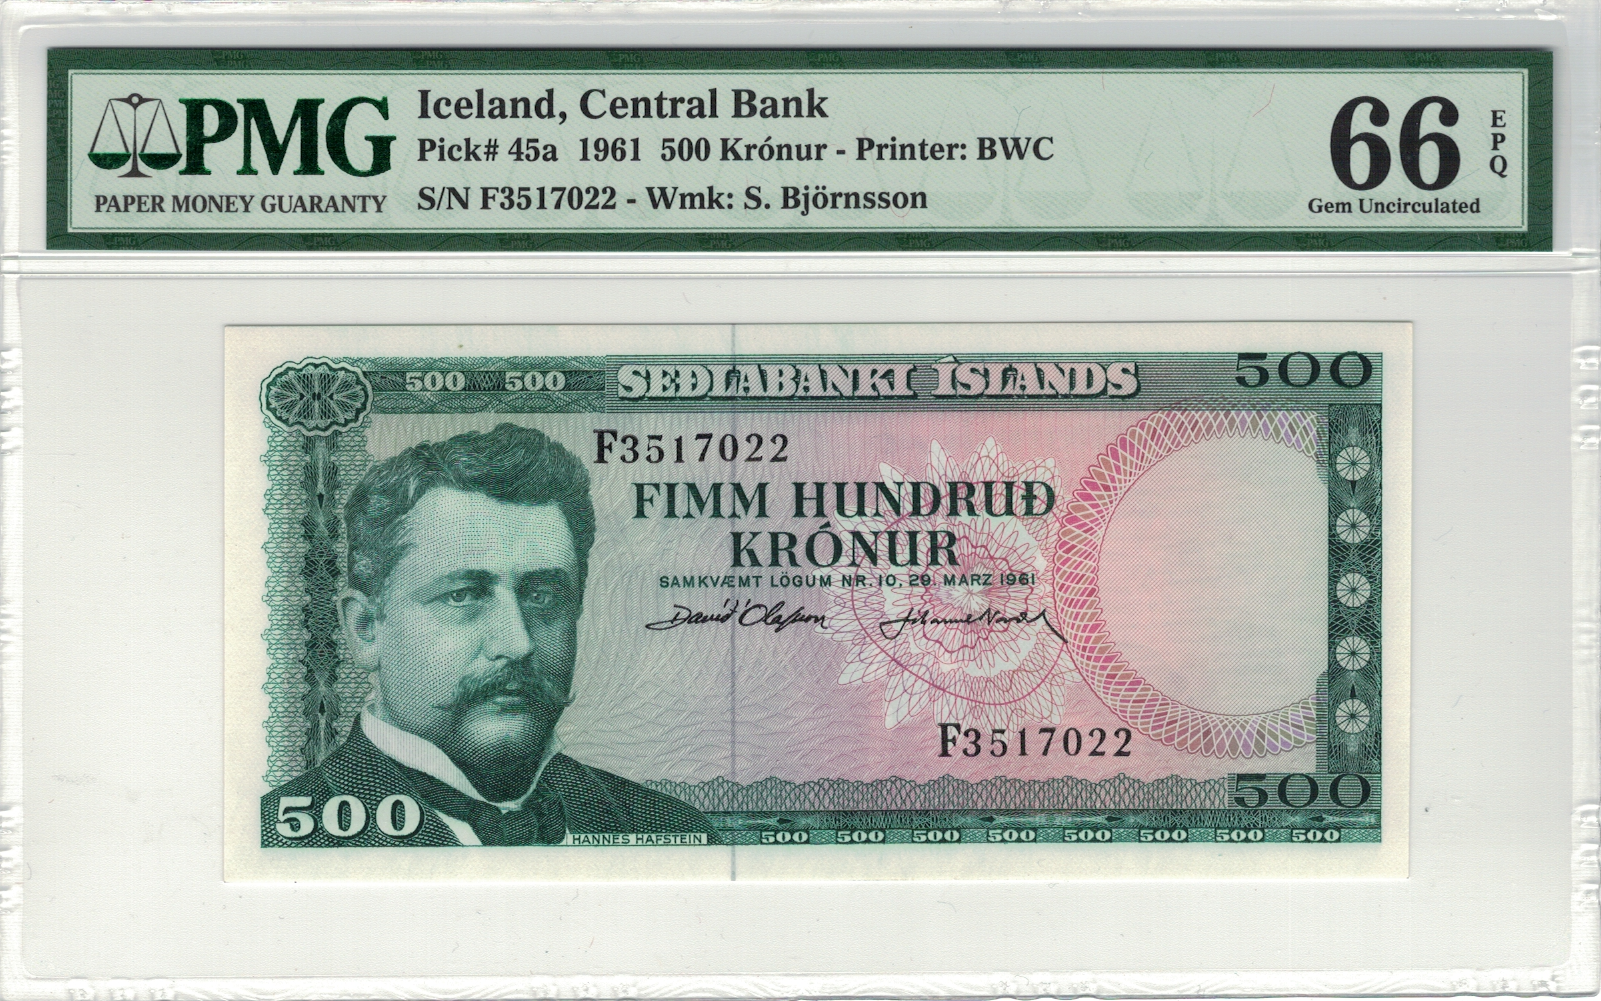 PMG
PAPER MONEY GUARANTY
Iceland, Central Bank
Pick# 45a 1961 500 Krónur - Printer: BWC
S/N F3517022 - Wmk: S. Björnsson
66
EPQ
Gem Uncirculated
500 500
SEÐLABANKI ÍSLANDS
500
F3517022
FIMM HUNDRUÐ
KRÓNUR
SAMKVÆMT LÖGUM NR. 10, 29. MARZ 1961
Davíð Ólafsson
F3517022
500
500
HANNES HAFSTEIN
500 500 500 500 500 500 500 500